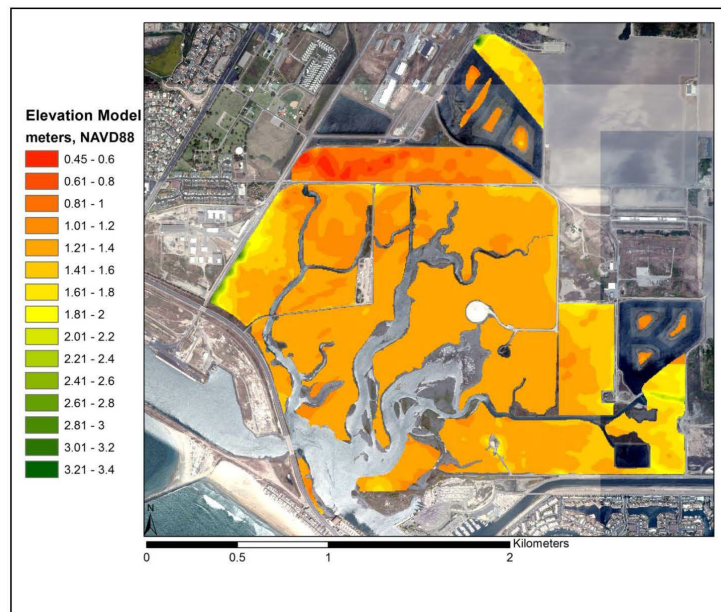 Elevation Model
meters, NAVD88
0.45 - 0.6
0.61 - 0.8
0.81 - 1
1.01 - 1.2
1.21 - 1.4
1.41 - 1.6
1.61 - 1.8
1.81 - 2
2.01 - 2.2
2.21 - 2.4
2.41 - 2.6
2.61 - 2.8
2.81 - 3
3.01 - 3.2
3.21 - 3.4
N
Kilometers
0 0.5 1 2